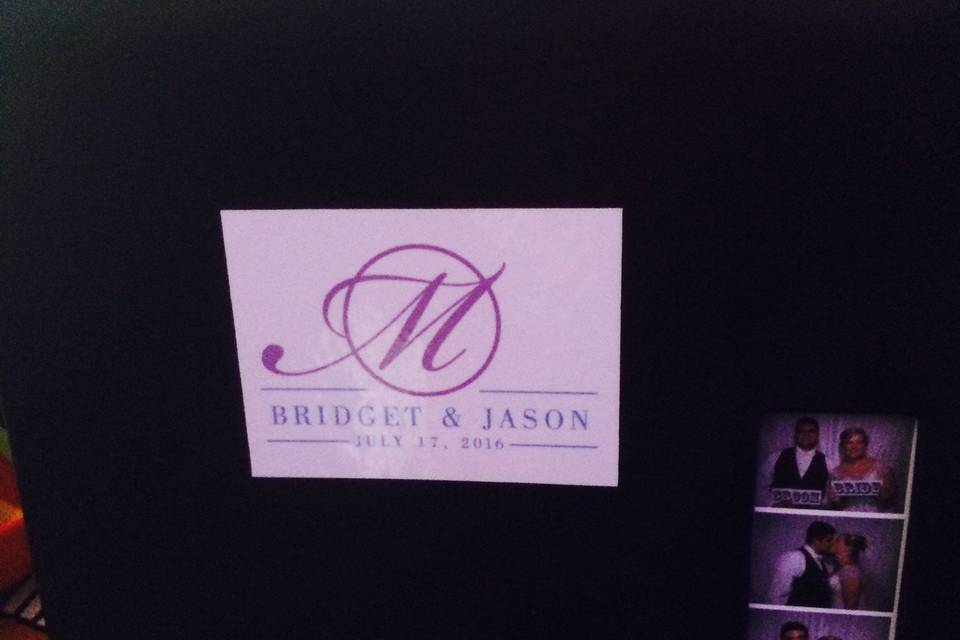 M
BRIDGET & JASON
JULY 17, 2016
GROOM
BRIDE